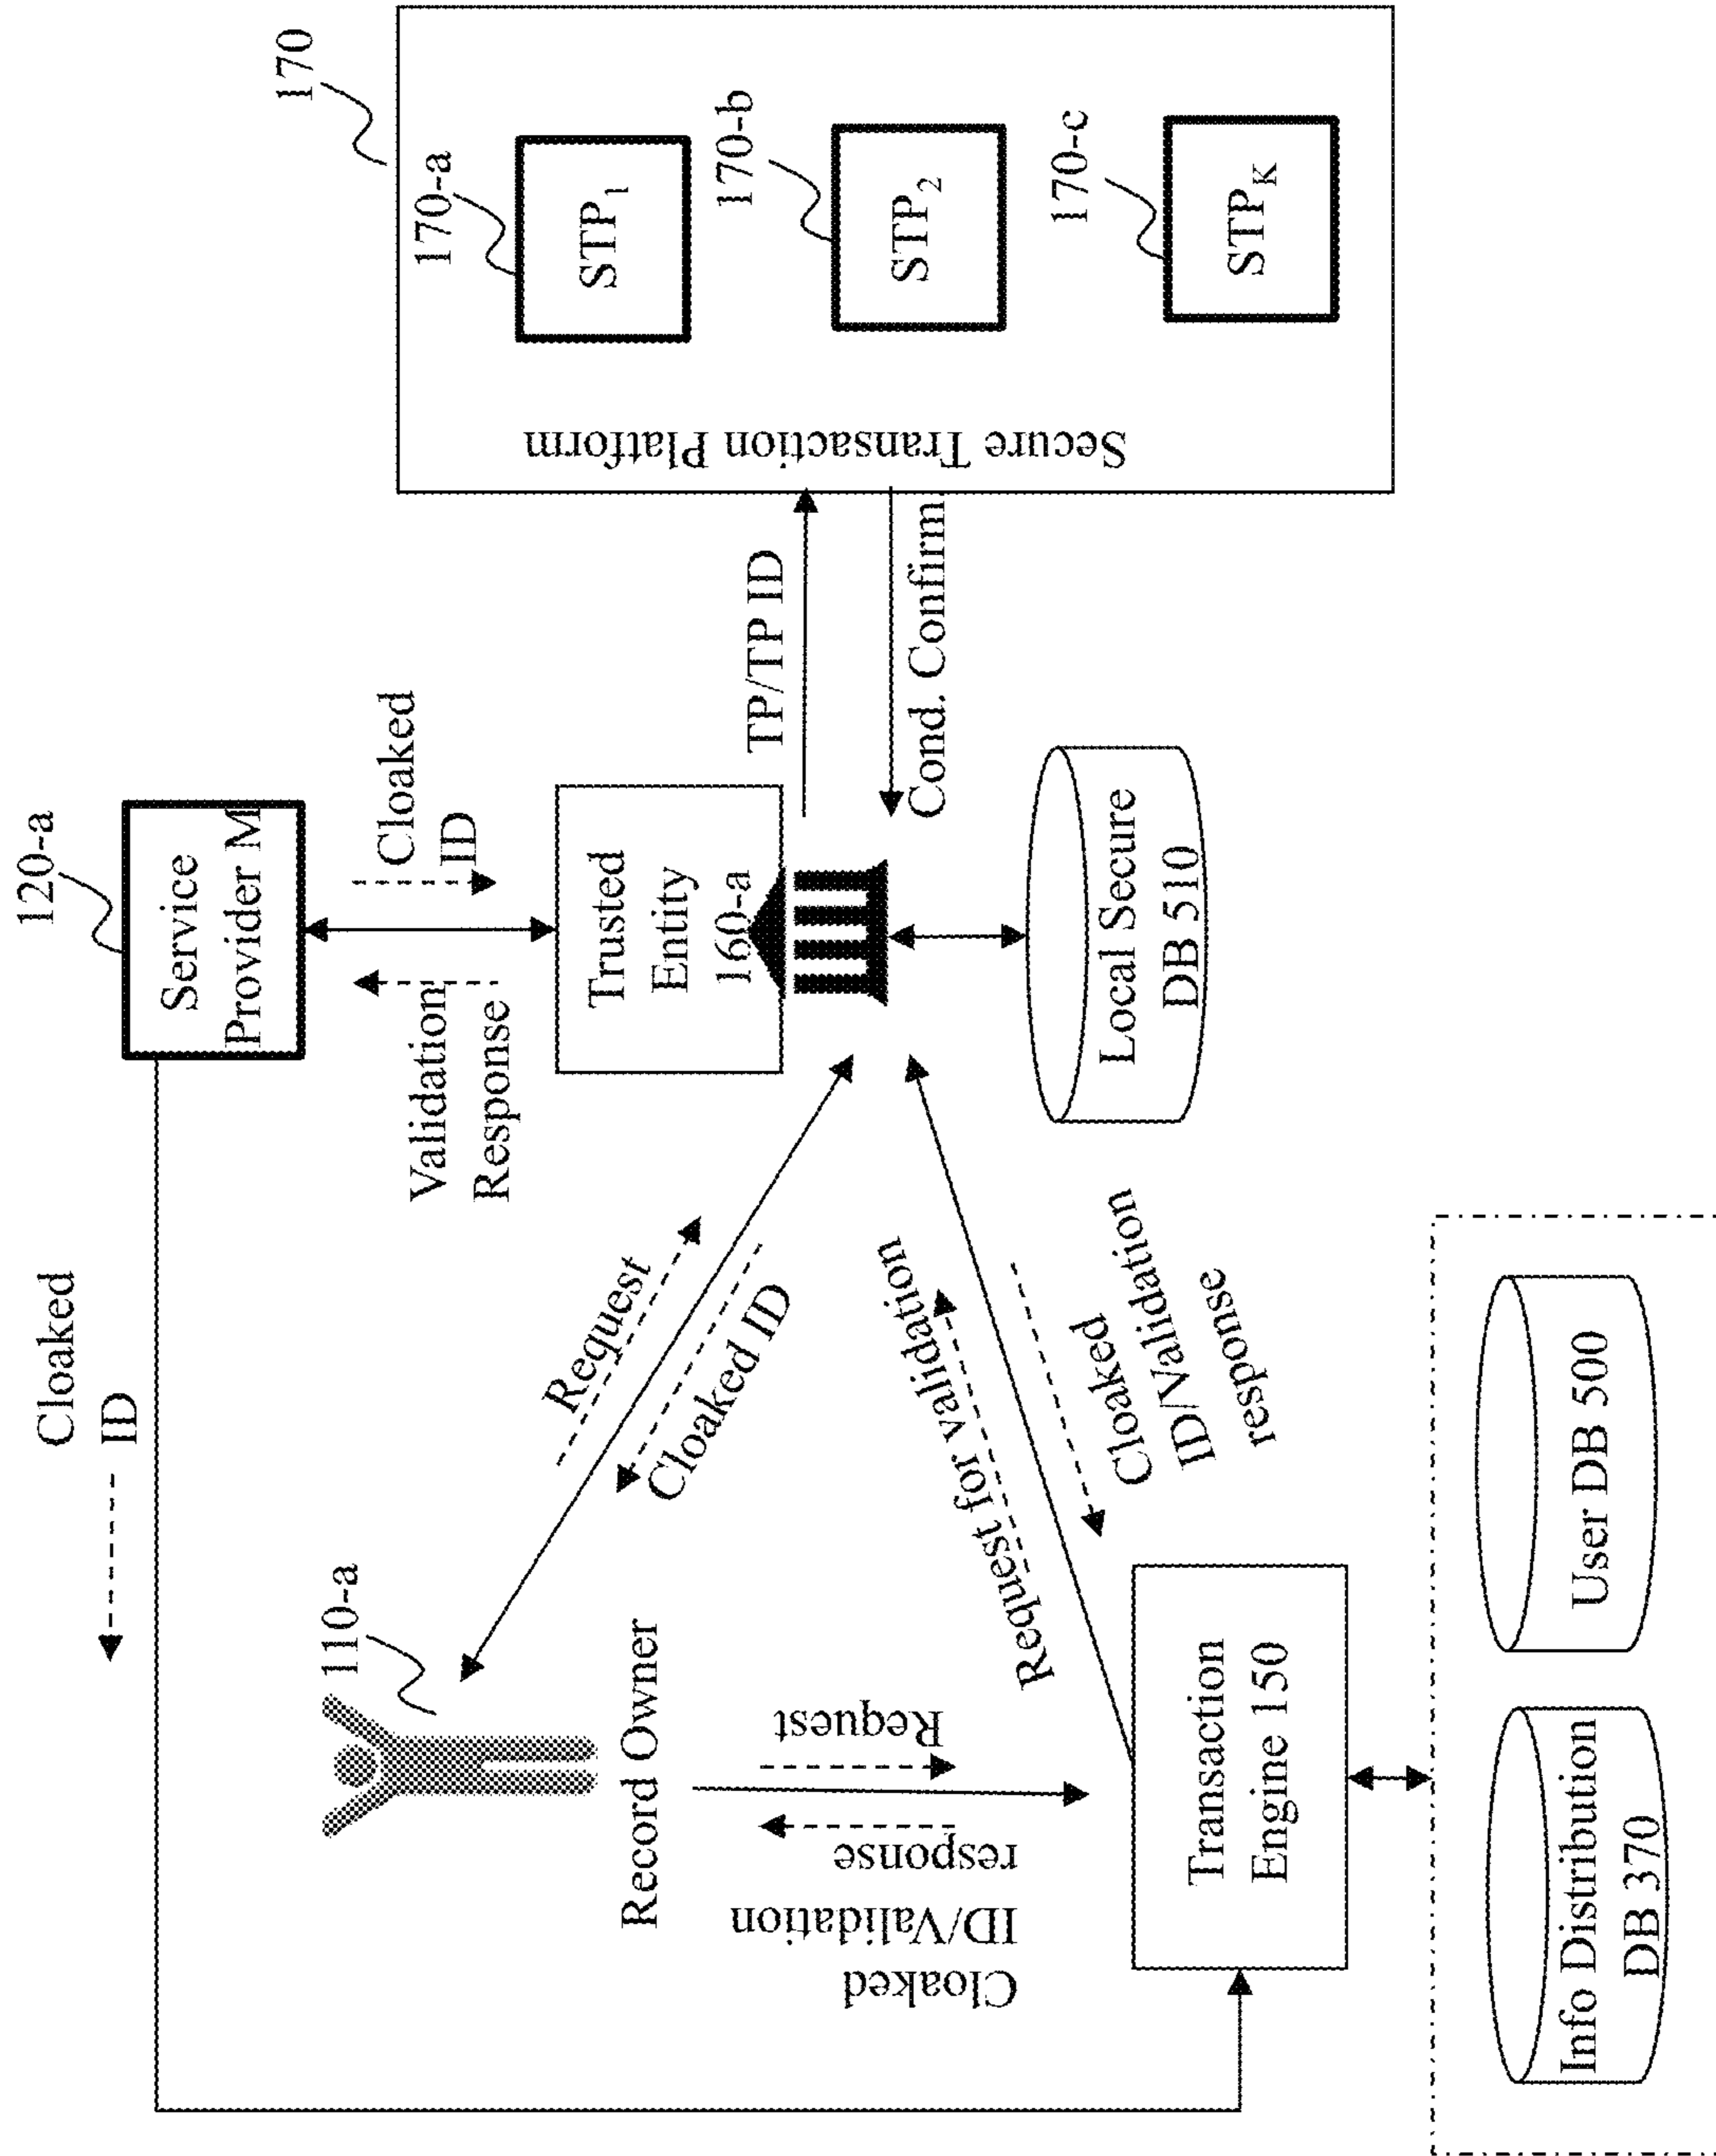 170
170-a
STP1
170-b
STP2
170-c
STPK
Secure Transaction Platform
TP/TP ID
Cond. Confirm.
120-a
Service
Provider M
Cloaked
ID
Validation
Response
Trusted
Entity
160-a
Local Secure
DB 510
Cloaked
ID
Request
Cloaked ID
Request for validation
Cloaked
ID/Validation
response
110-a
Record Owner
Request
Cloaked
ID/Validation
response
Transaction
Engine 150
Info Distribution
DB 370
User DB 500